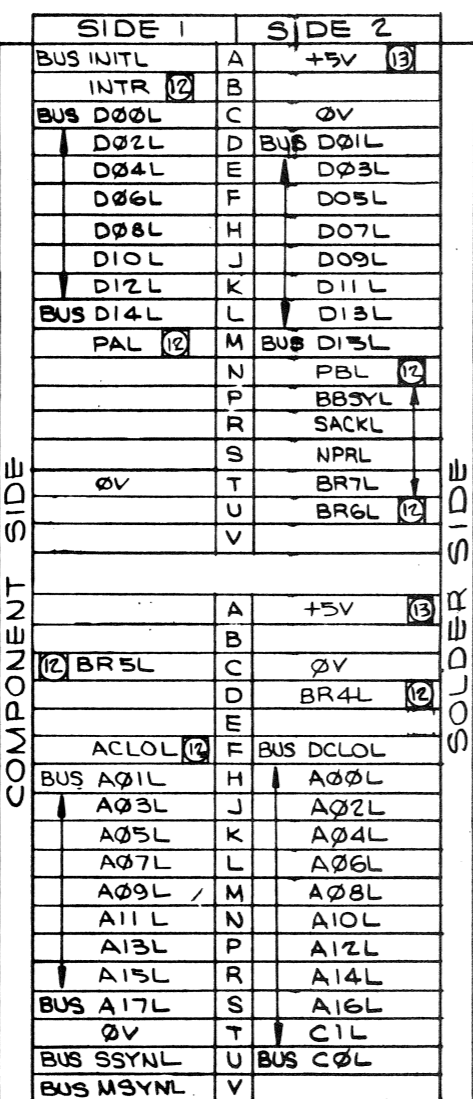 SIDE 1 SIDE 2
BUS INITL A +5V 13
INTR 12 B
BUS DØØL C ØV
DØ2L D BUS DØ1L
DØ4L E DØ3L
DØ6L F DO5L
DØ8L H DO7L
D10L J DO9L
D12L K D11L
BUS D14L L D13L
PAL 12 M BUS D15L
N PBL 12
P BBSYL
R SACKL
S NPRL
ØV T BR7L
U BR6L 12
V
A +5V 13
B
12 BR5L C ØV
D BR4L 12
E
ACLOL 12 F BUS DCLOL
BUS AØ1L H AØØL
AØ3L J AØ2L
AØ5L K AØ4L
AØ7L L AØ6L
AØ9L M AØ8L
A11L N A10L
A13L P A12L
A15L R A14L
BUS A17L S A16L
ØV T C1L
BUS SSYNL U BUS CØL
BUS MSYNL V
COMPONENT SIDE
SOLDER SIDE